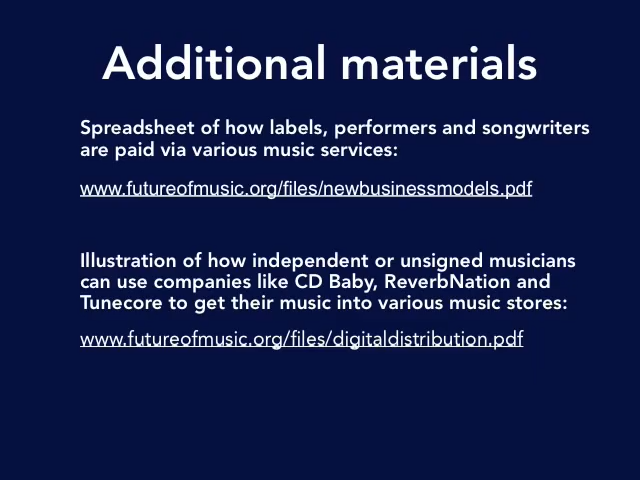 Additional materials
Spreadsheet of how labels, performers and songwriters
are paid via various music services:
www.futureofmusic.org/files/newbusinessmodels.pdf
Illustration of how independent or unsigned musicians
can use companies like CD Baby, ReverbNation and
Tunecore to get their music into various music stores:
www.futureofmusic.org/files/digitaldistribution.pdf